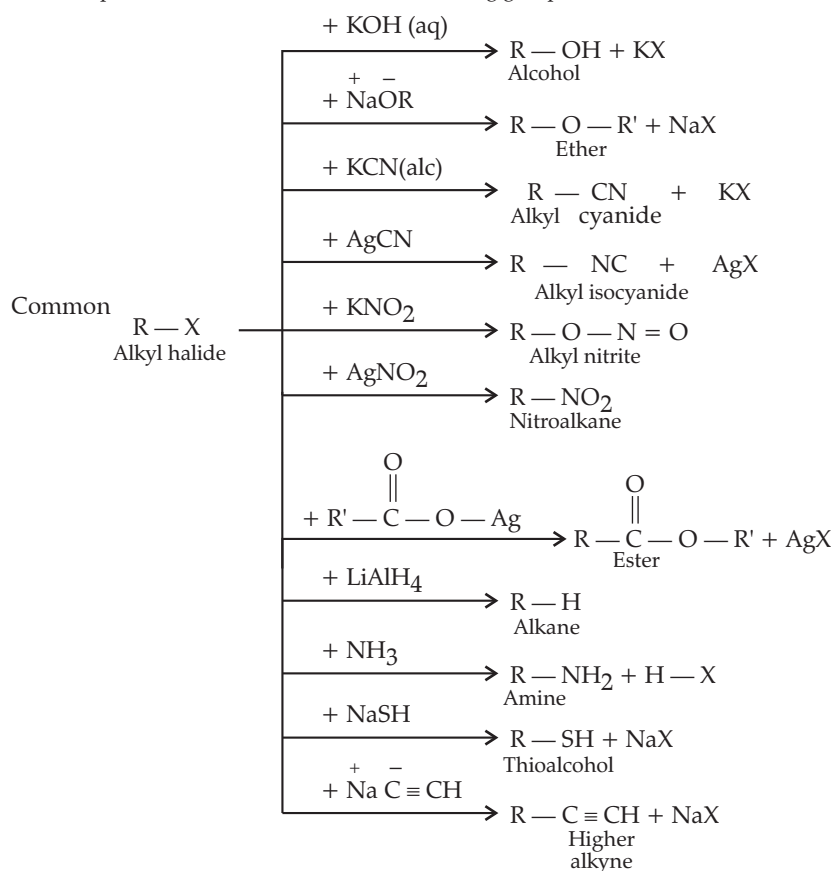 + KOH (aq)
R — OH + KX
Alcohol
+ −
+ NaOR
R — O — R' + NaX
Ether
+ KCN(alc)
R — CN + KX
Alkyl cyanide
+ AgCN
R — NC + AgX
Alkyl isocyanide
Common
R — X
Alkyl halide
+ KNO2
R — O — N = O
Alkyl nitrite
+ AgNO2
R — NO2
Nitroalkane
O
||
+ R' — C — O — Ag
O
||
R — C — O — R' + AgX
Ester
+ LiAlH4
R — H
Alkane
+ NH3
R — NH2 + H — X
Amine
+ NaSH
R — SH + NaX
Thioalcohol
+ −
+ Na C ≡ CH
R — C ≡ CH + NaX
Higher
alkyne